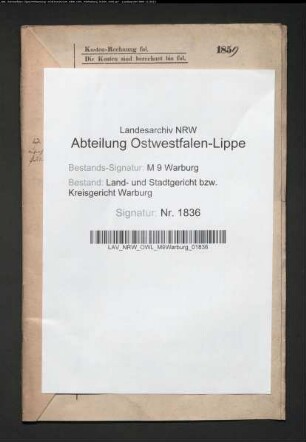 Kosten-Rechnung fol.
1859
Die Kosten sind berechnet bis fol.
Landesarchiv NRW
Abteilung Ostwestfalen-Lippe
Bestands-Signatur: M 9 Warburg
Bestand: Land- und Stadtgericht bzw.
Kreisgericht Warburg
Signatur: Nr. 1836
LAV_NRW_OWL_M9Warburg_01836